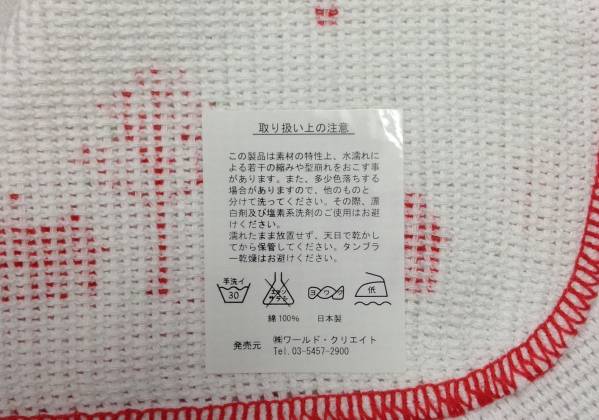 取り扱い上の注意
この製品は素材の特性上、水濡れに
よる若干の縮みや型崩れをおこす事
があります。また、多少色落ちする
場合がありますので、他のものと
分けて洗ってください。その際、漂
白剤及び塩素系洗剤のご使用はお避
けください。
濡れたまま放置せず、天日で乾かし
てから保管してください。タンブラ
ー乾燥はお避けください。
手洗イ
30
エンソ
サラシ
ヨワク
低
綿100% 日本製
発売元 ㈱ワールド・クリエイト
Tel.03-5457-2900